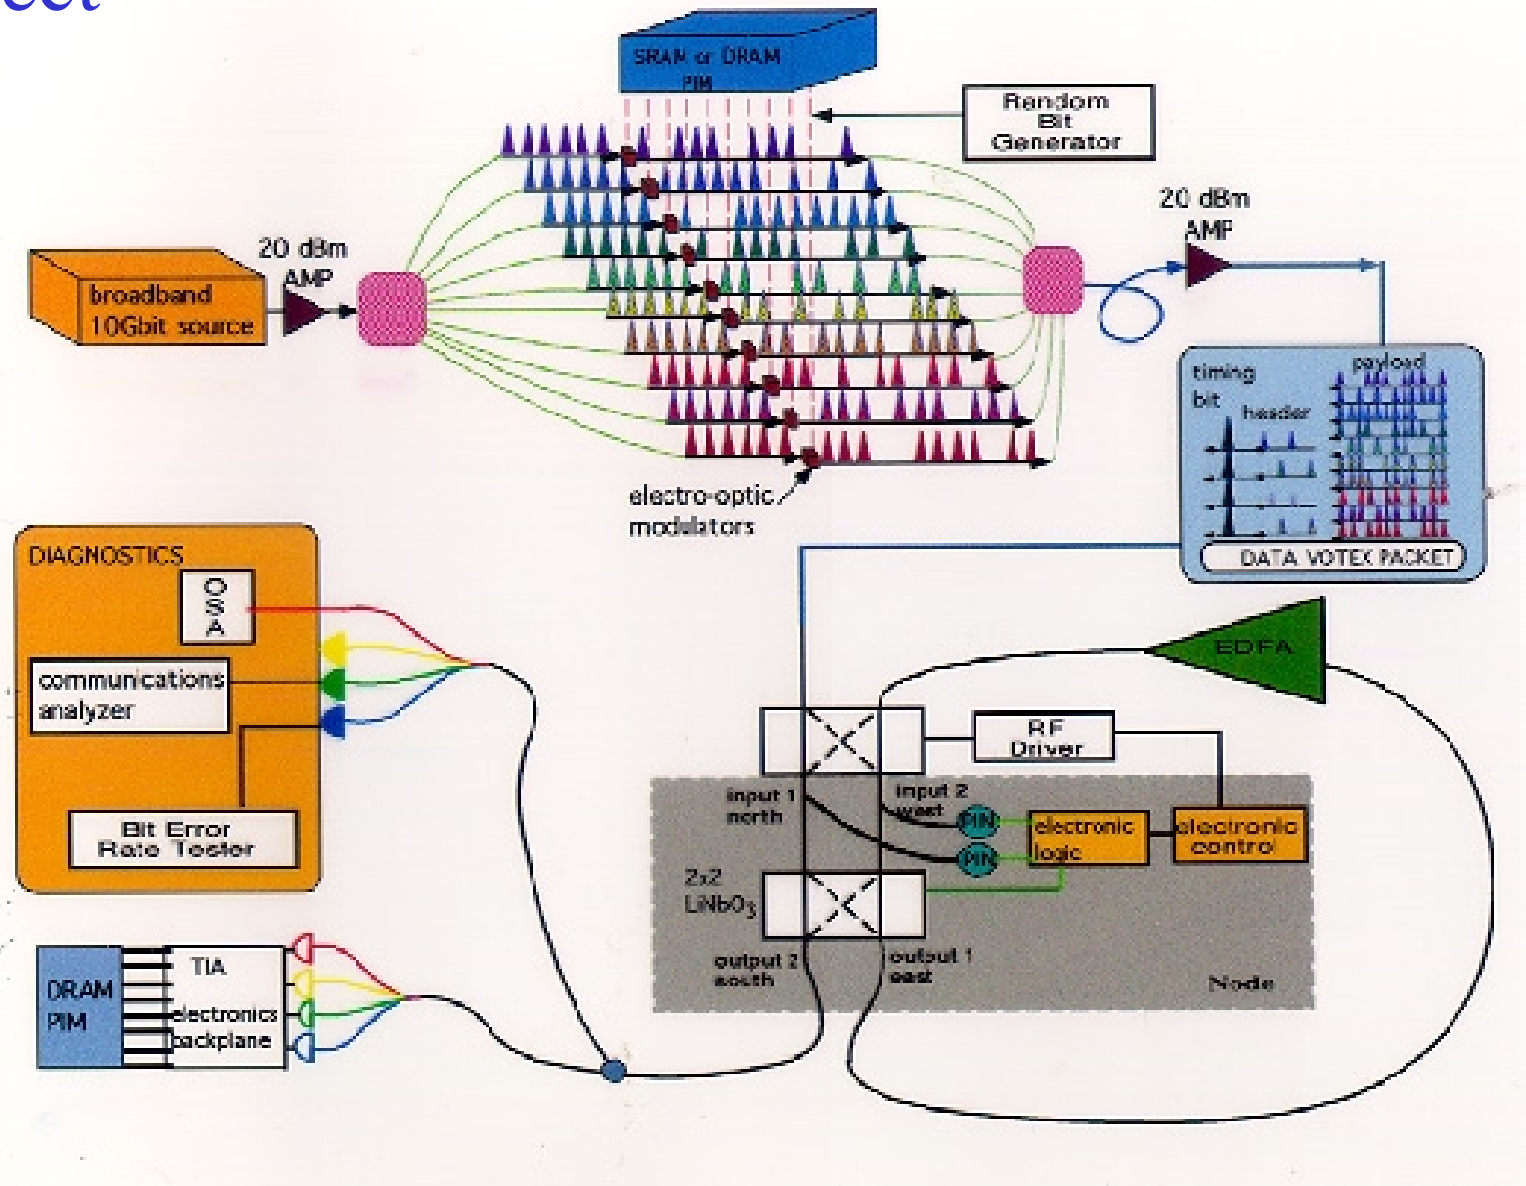 SRAM or DRAM
PIM
Random
Bit
Generator
20 dBm
AMP
20 dBm
AMP
broadband
10Gbit source
electro-optic
modulators
timing
bit
header
payload
DATA VOTEX PACKET
DIAGNOSTICS
O
S
A
communications
analyzer
Bit Error
Rate Tester
EDFA
RF
Driver
input 1
north
input 2
west
PIN
PIN
electronic
logic
electronic
control
2x2
LiNbO3
output 2
south
output 1
east
Node
DRAM
PIM
TIA
electronics
backplane